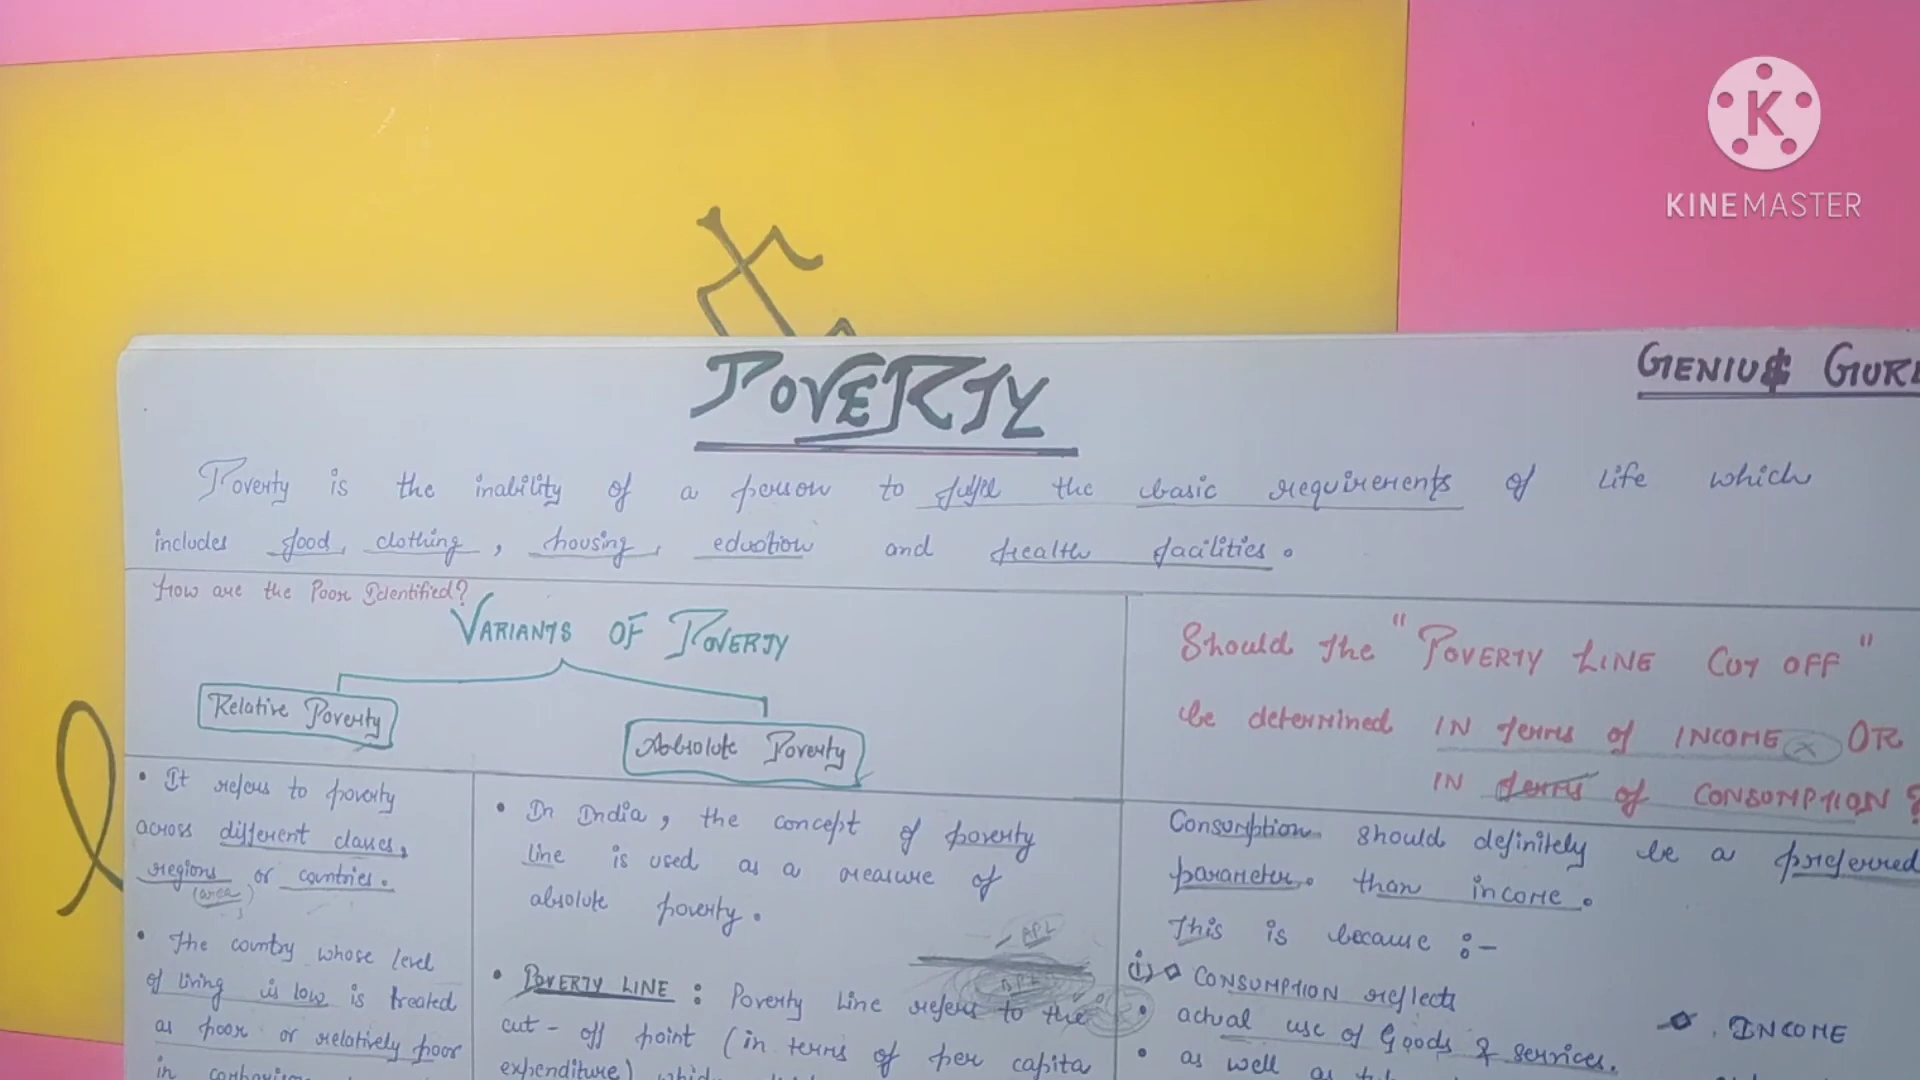 K
KINEMASTER
POVERTY
GENIUS GURU
Poverty is the inability of a person to fulfil the basic requirements of life which
includes food, clothing, housing, eduction and health facilities.
How are the Poor Identified?
VARIANTS OF POVERTY
Relative Poverty
Absolute Poverty
• It refers to poverty
across different classes,
regions or countries.
(area)
• The country whose level
of living is low is treated
as poor or relatively poor
in
• In India, the concept of poverty
line is used as a measure of
absolute poverty.
APL
BPL
• POVERTY LINE : Poverty Line refers to the
cut-off point (in terms of per capita
expenditure) which
Should the "POVERTY LINE CUT OFF"
be determined IN terms of INCOME OR
IN terms of CONSUMPTION?
Consumption should definitely be a preferred
parameter. than income.
This is because :-
(i) CONSUMPTION reflects
• actual use of Goods & services.
• as well as
INCOME